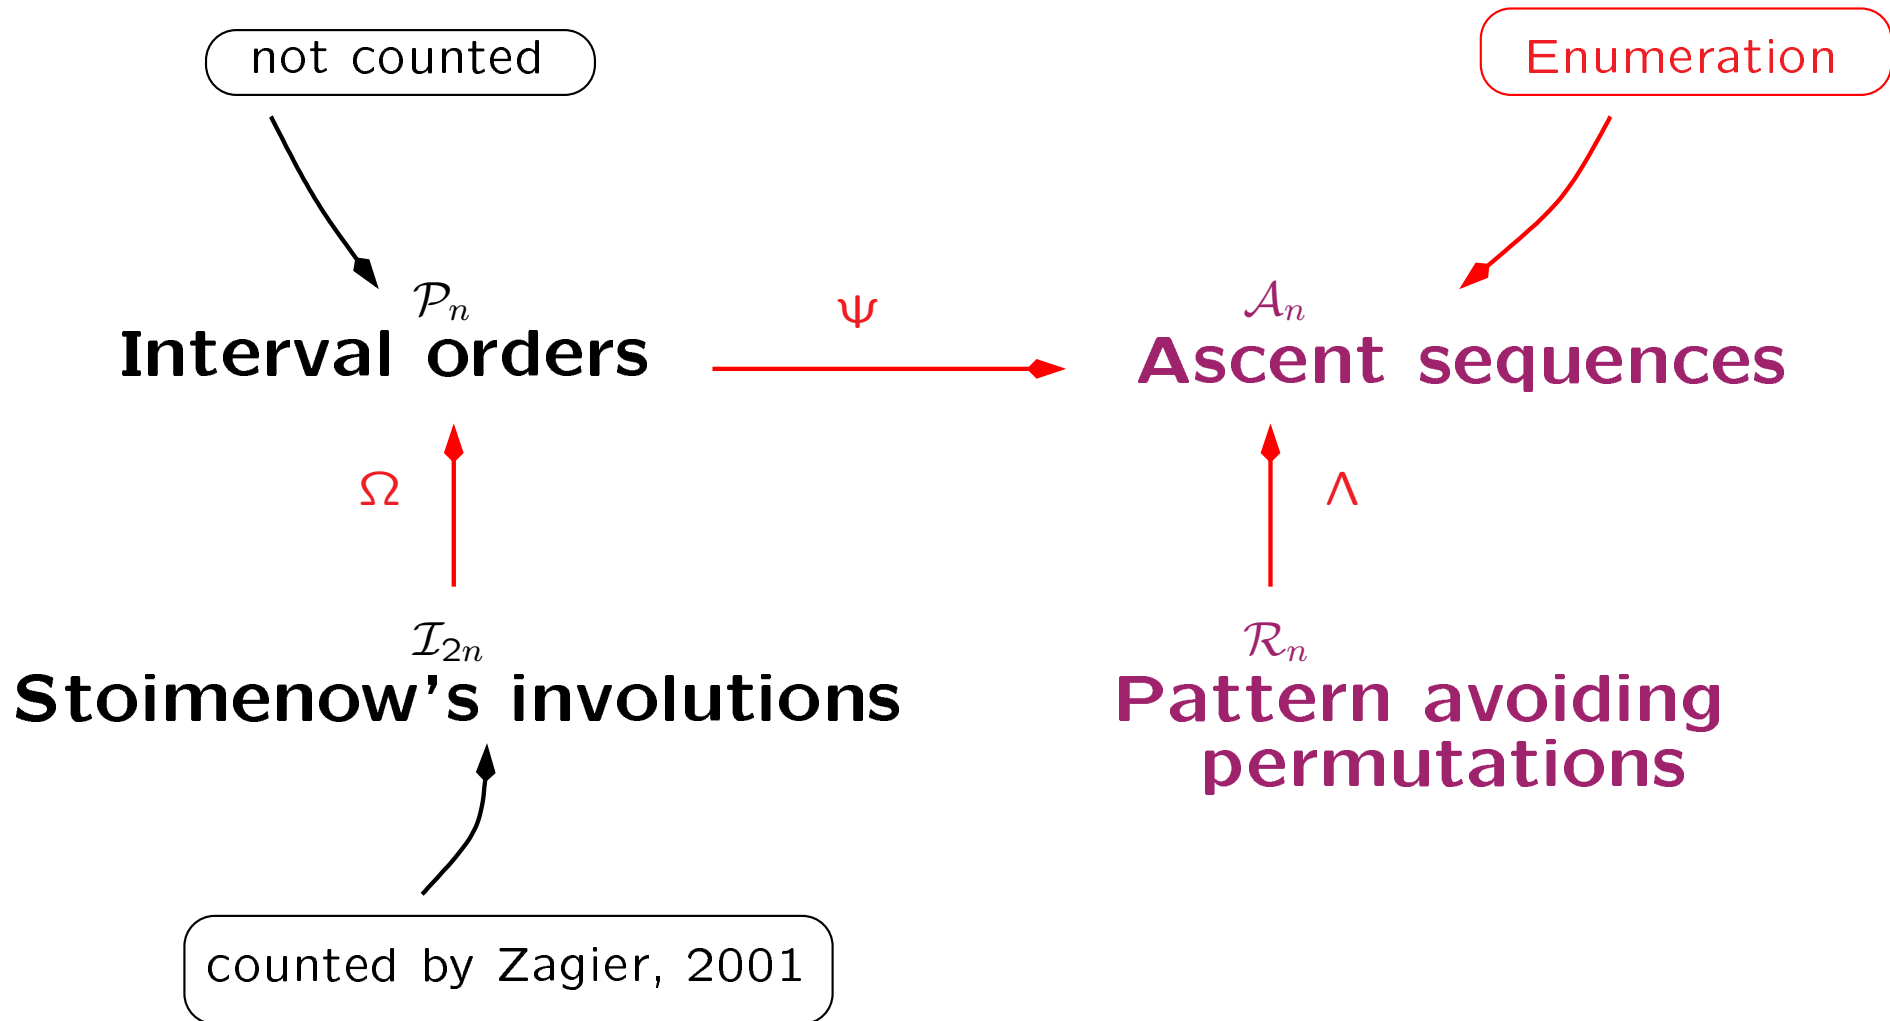 not counted
Enumeration
𝒫ₙ
Interval orders
Ψ
𝒜ₙ
Ascent sequences
Ω
Λ
ℐ₂ₙ
Stoimenow's involutions
ℛₙ
Pattern avoiding
permutations
counted by Zagier, 2001